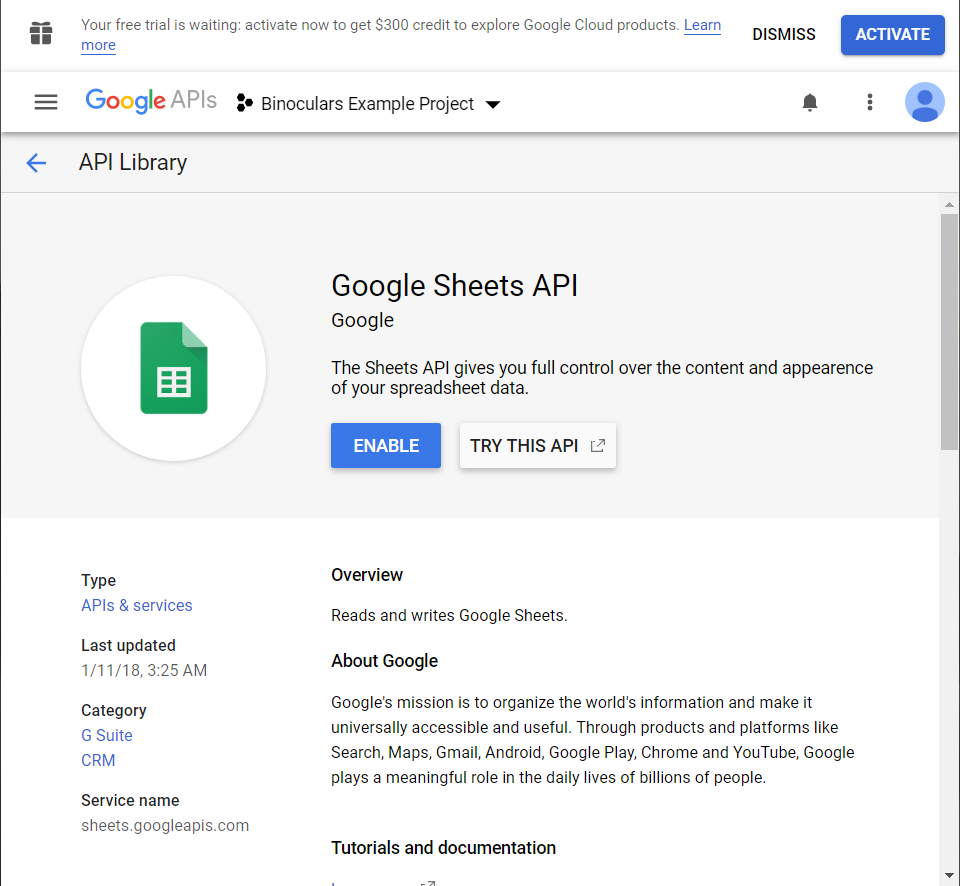 Your free trial is waiting: activate now to get $300 credit to explore Google Cloud products. Learn
more
DISMISS
ACTIVATE
Google APIs
Binoculars Example Project
API Library
Google Sheets API
Google
The Sheets API gives you full control over the content and appearence
of your spreadsheet data.
ENABLE
TRY THIS API
Type
APIs & services
Last updated
1/11/18, 3:25 AM
Category
G Suite
CRM
Service name
sheets.googleapis.com
Overview
Reads and writes Google Sheets.
About Google
Google's mission is to organize the world's information and make it
universally accessible and useful. Through products and platforms like
Search, Maps, Gmail, Android, Google Play, Chrome and YouTube, Google
plays a meaningful role in the daily lives of billions of people.
Tutorials and documentation